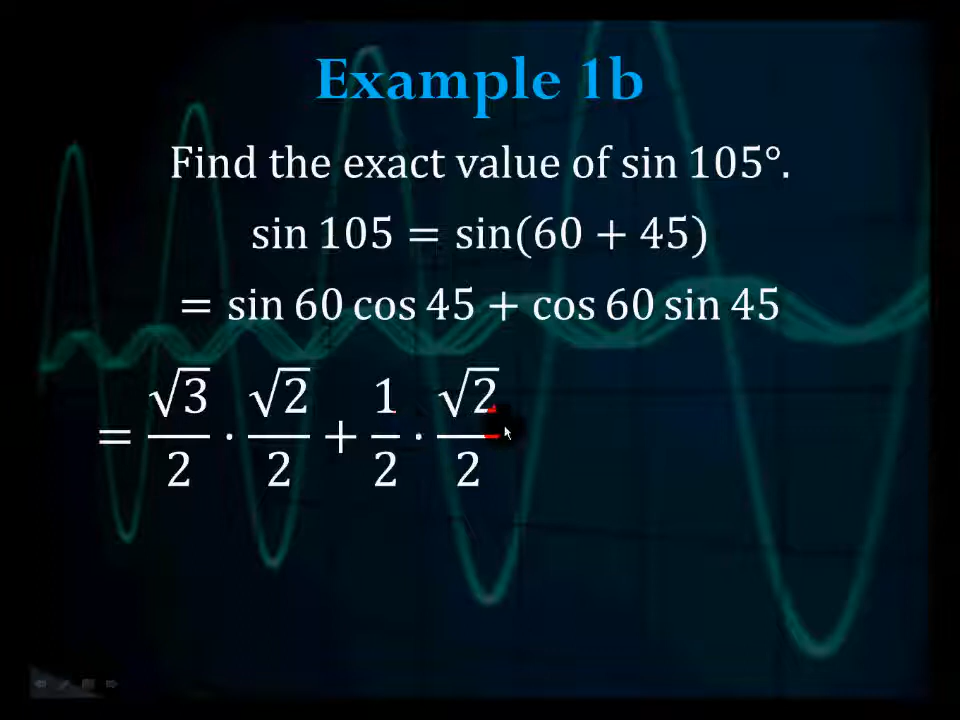 Example 1b
Find the exact value of sin 105°.
sin 105 = sin(60 + 45)
= sin 60 cos 45 + cos 60 sin 45
= √3/2 · √2/2 + 1/2 · √2/2